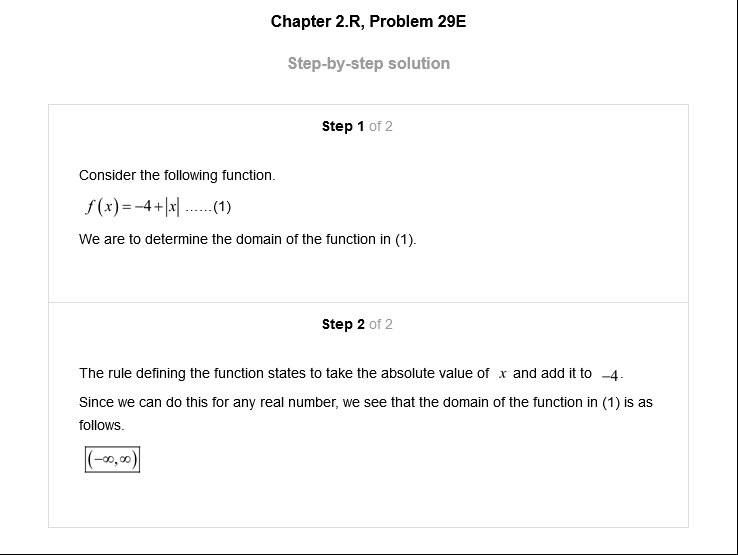 Chapter 2.R, Problem 29E
Step-by-step solution
Step 1 of 2
Consider the following function.
f(x)=−4+|x| ......(1)
We are to determine the domain of the function in (1).
Step 2 of 2
The rule defining the function states to take the absolute value of x and add it to −4.
Since we can do this for any real number, we see that the domain of the function in (1) is as
follows.
(−∞,∞)